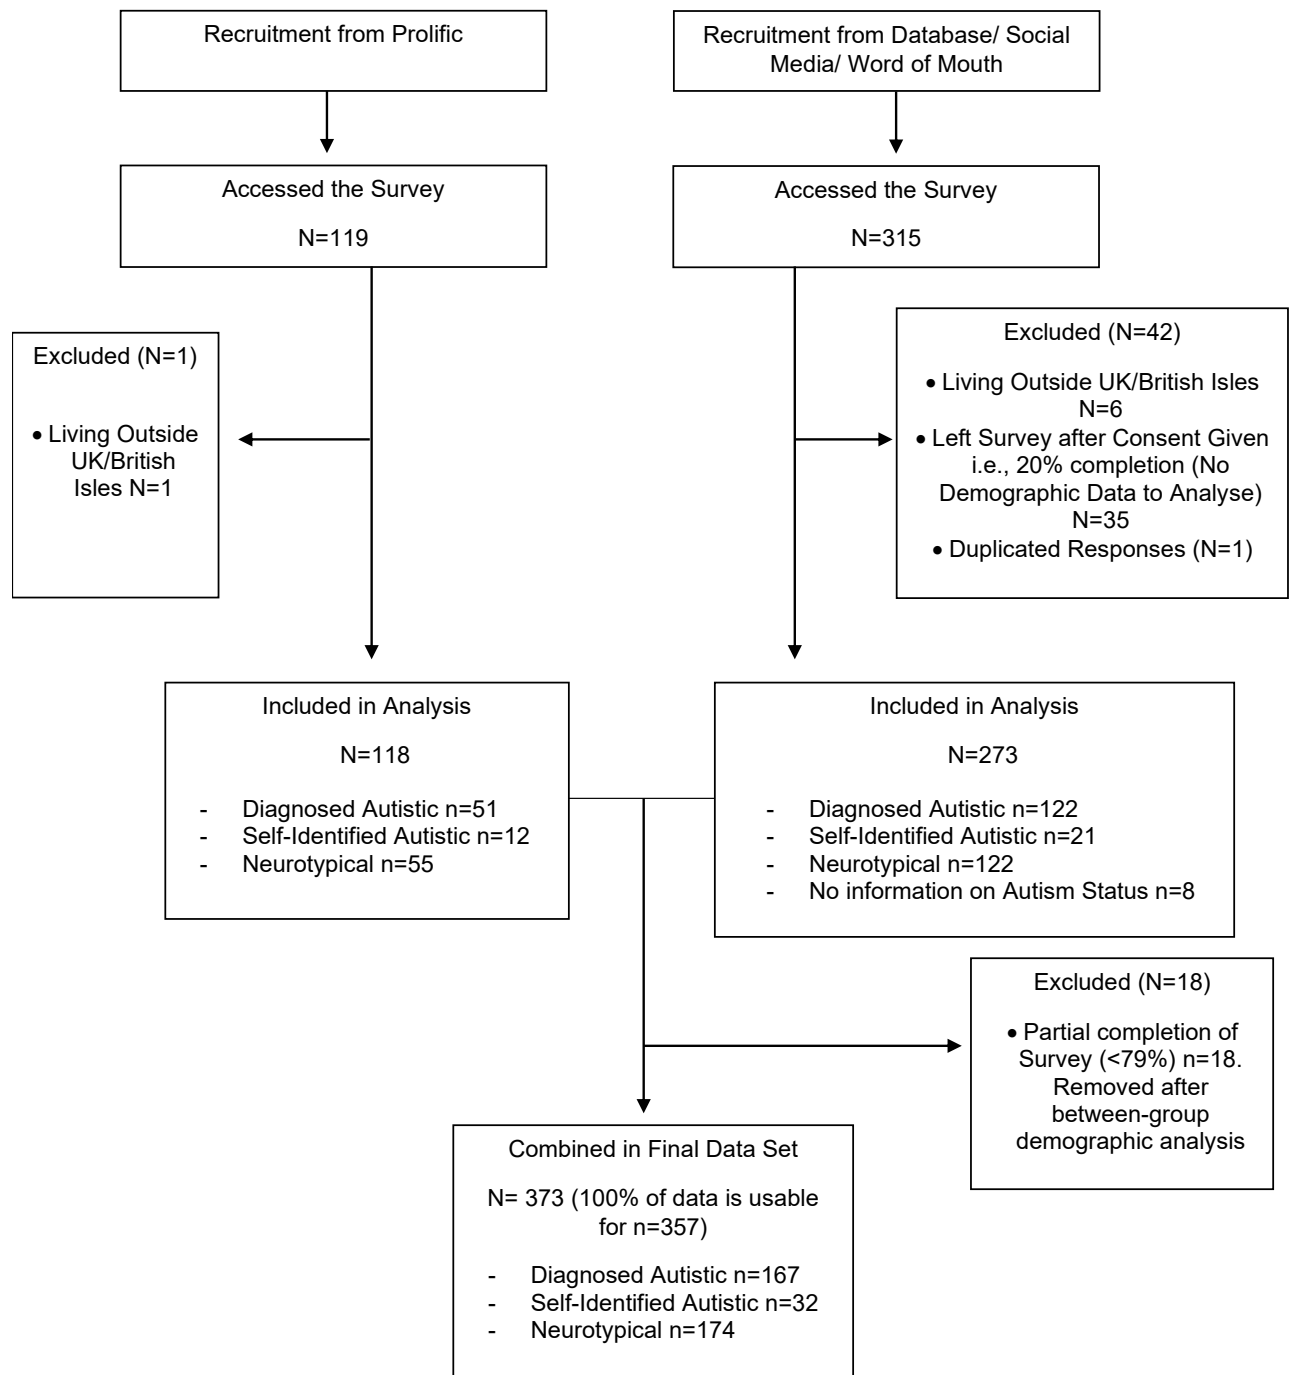 Recruitment from Prolific
Recruitment from Database/ Social
Media/ Word of Mouth
Accessed the Survey
N=119
Accessed the Survey
N=315
Excluded (N=1)
• Living Outside
UK/British
Isles N=1
Excluded (N=42)
• Living Outside UK/British Isles
N=6
• Left Survey after Consent Given
i.e., 20% completion (No
Demographic Data to Analyse)
N=35
• Duplicated Responses (N=1)
Included in Analysis
N=118
- Diagnosed Autistic n=51
- Self-Identified Autistic n=12
- Neurotypical n=55
Included in Analysis
N=273
- Diagnosed Autistic n=122
- Self-Identified Autistic n=21
- Neurotypical n=122
- No information on Autism Status n=8
Excluded (N=18)
• Partial completion of
Survey (<79%) n=18.
Removed after
between-group
demographic analysis
Combined in Final Data Set
N= 373 (100% of data is usable
for n=357)
- Diagnosed Autistic n=167
- Self-Identified Autistic n=32
- Neurotypical n=174